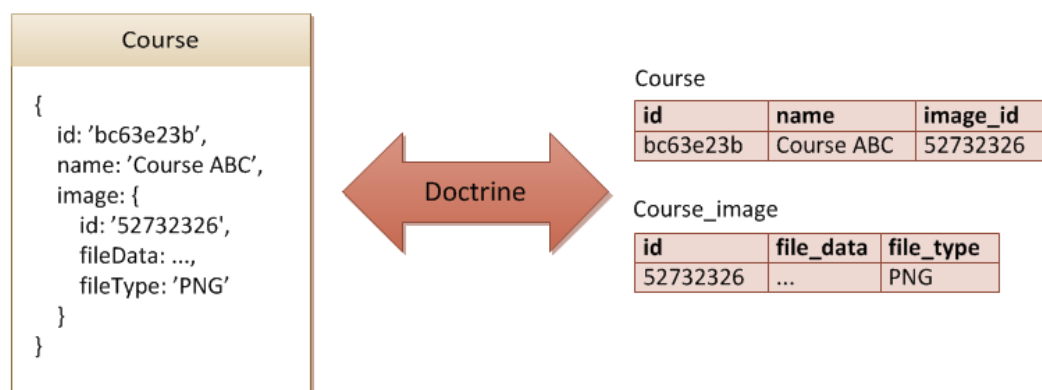 Course
{
id: ’bc63e23b’,
name: ’Course ABC’,
image: {
id: ’52732326',
fileData: ...,
fileType: ’PNG’
}
}
Doctrine
Course
id name image_id
bc63e23b Course ABC 52732326
Course_image
id file_data file_type
52732326 ... PNG